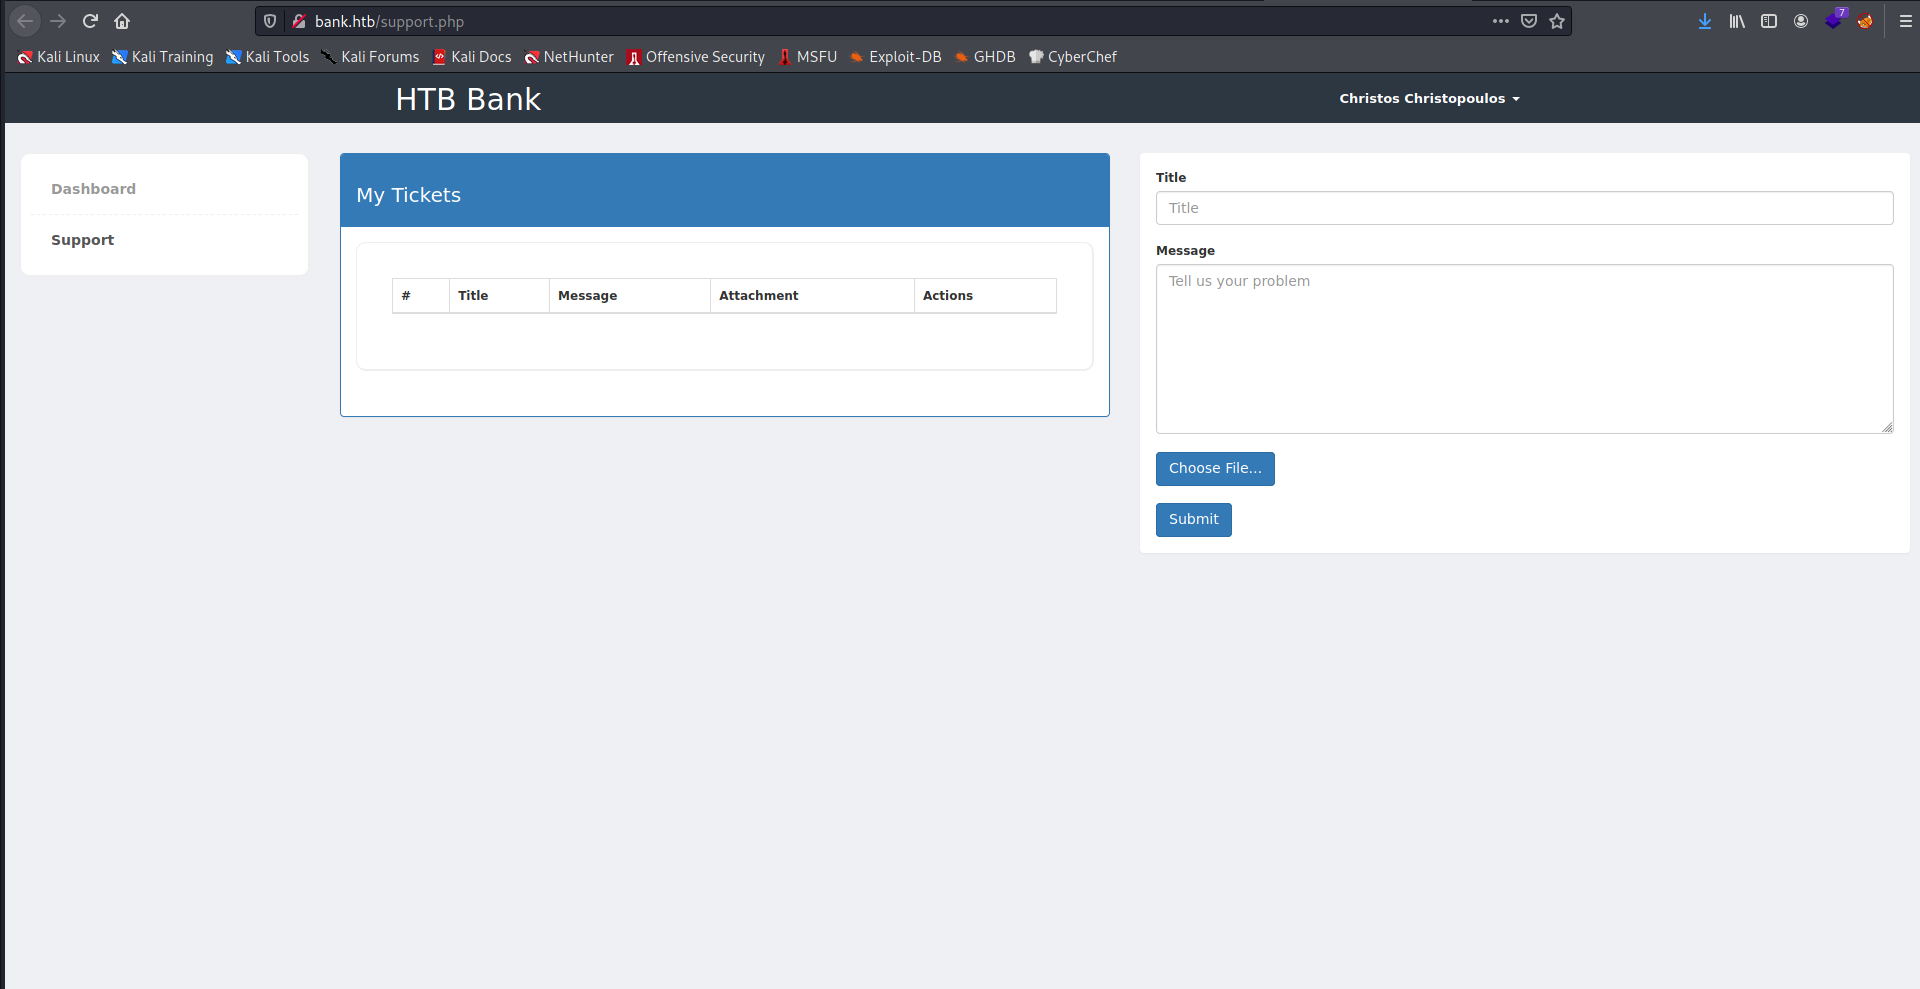 bank.htb/support.php
7
Kali Linux Kali Training Kali Tools Kali Forums Kali Docs NetHunter Offensive Security MSFU Exploit-DB GHDB CyberChef
HTB Bank
Christos Christopoulos
Dashboard
Support
My Tickets
# Title Message Attachment Actions
Title
Title
Message
Tell us your problem
Choose File...
Submit